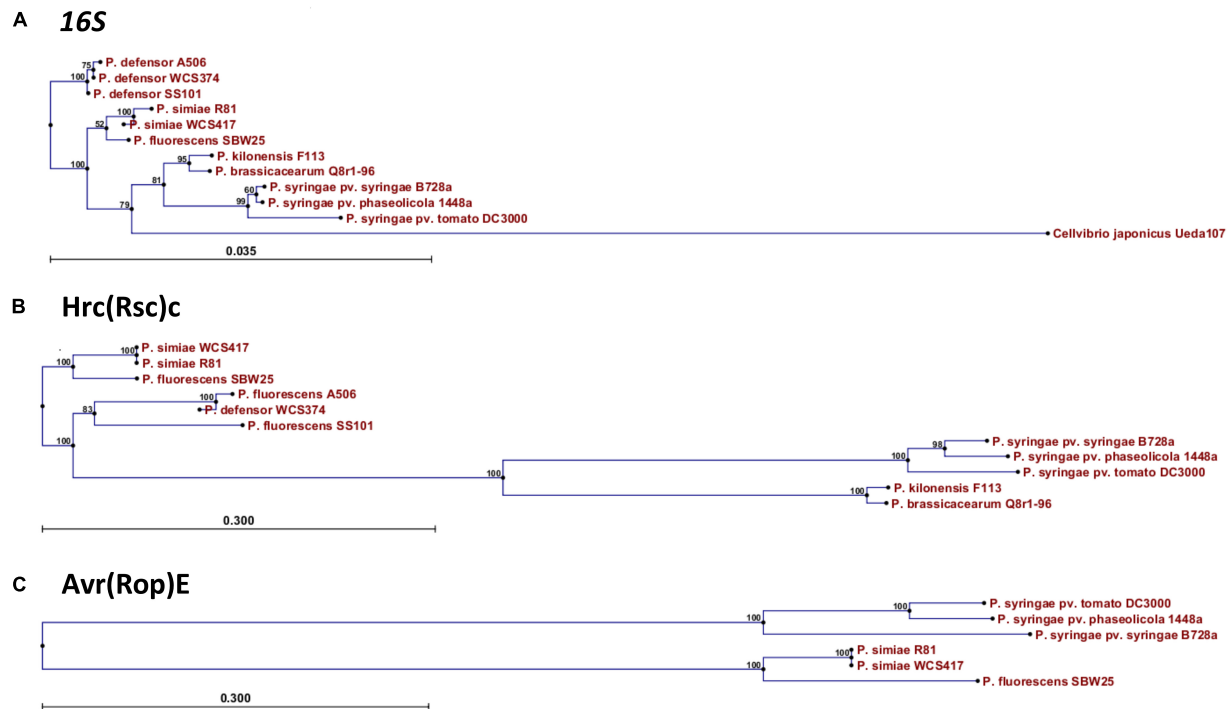 A 16S
75
P. defensor A506
100
P. defensor WCS374
P. defensor SS101
100
P. simiae R81
52
P. simiae WCS417
P. fluorescens SBW25
100
95
P. kilonensis F113
P. brassicacearum Q8r1-96
81
60
P. syringae pv. syringae B728a
99
P. syringae pv. phaseolicola 1448a
79
P. syringae pv. tomato DC3000
Cellvibrio japonicus Ueda107
0.035
B Hrc(Rsc)c
100
P. simiae WCS417
100
P. simiae R81
P. fluorescens SBW25
100
P. fluorescens A506
83
P. defensor WCS374
P. fluorescens SS101
100
98
P. syringae pv. syringae B728a
100
P. syringae pv. phaseolicola 1448a
P. syringae pv. tomato DC3000
100
100
P. kilonensis F113
P. brassicacearum Q8r1-96
0.300
C Avr(Rop)E
100
P. syringae pv. tomato DC3000
100
P. syringae pv. phaseolicola 1448a
P. syringae pv. syringae B728a
100
P. simiae R81
100
P. simiae WCS417
P. fluorescens SBW25
0.300